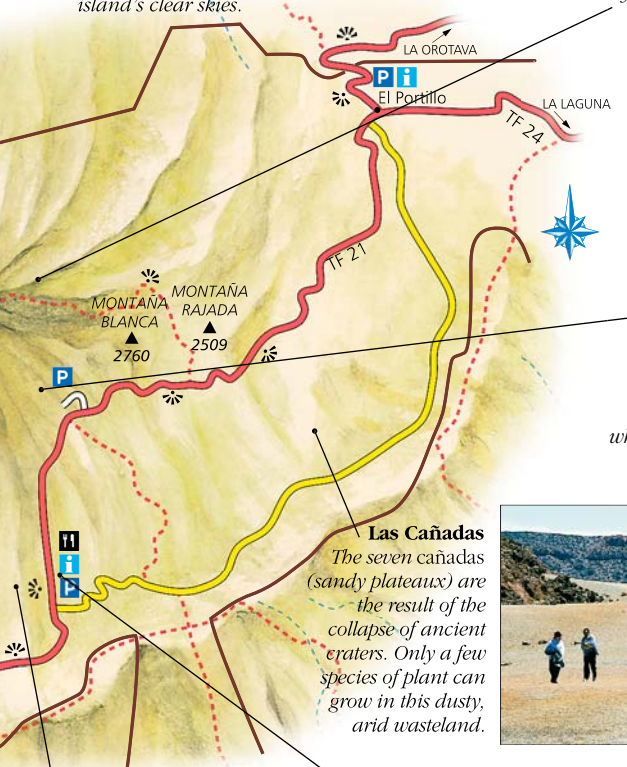 island's clear skies.
LA OROTAVA
P i
El Portillo
LA LAGUNA
TF 24
TF 21
MONTAÑA
BLANCA
2760
MONTAÑA
RAJADA
2509
P
i
P
Las Cañadas
The seven cañadas
(sandy plateaux) are
the result of the
collapse of ancient
craters. Only a few
species of plant can
grow in this dusty,
arid wasteland.